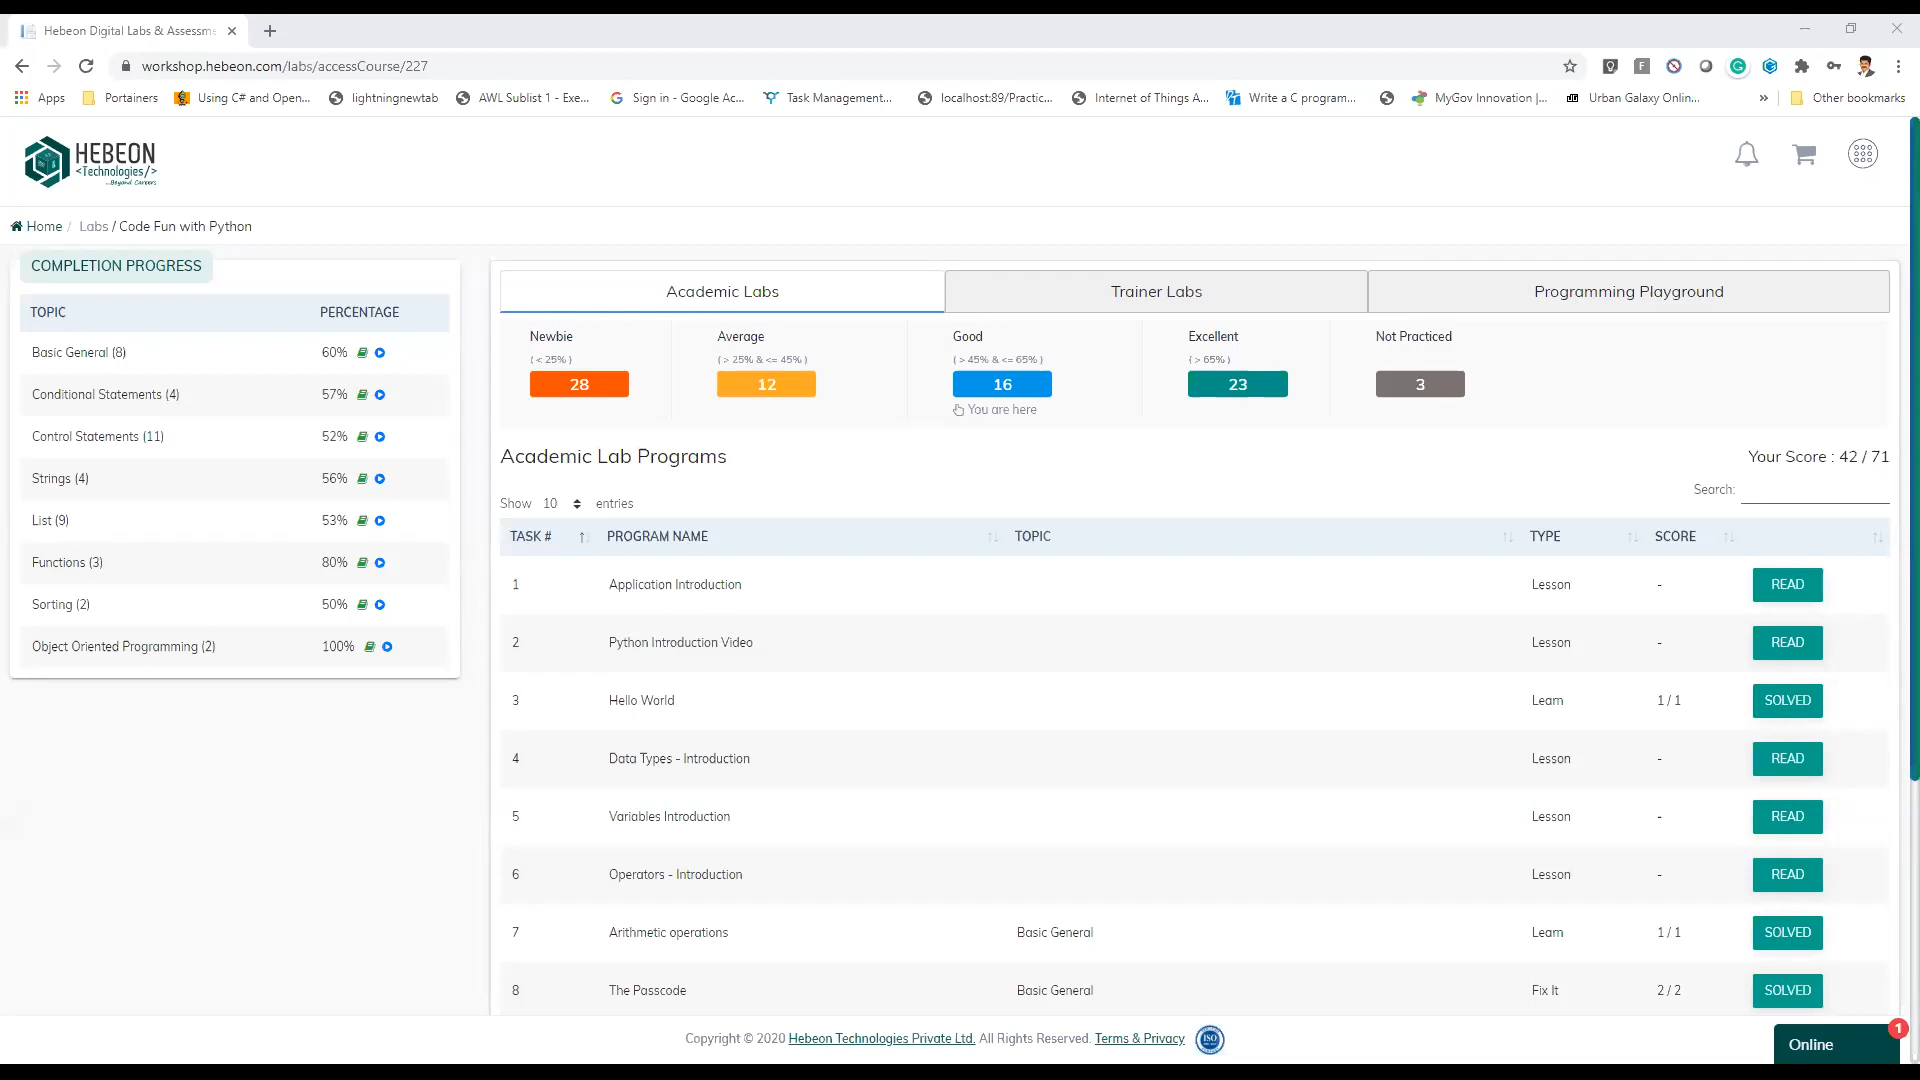 Hebeon Digital Labs & Assessme
workshop.hebeon.com/labs/accessCourse/227
Apps Portainers Using C# and Open... lightningnewtab AWL Sublist 1 - Exe... Sign in - Google Ac... Task Management... localhost:89/Practic... Internet of Things A... Write a C program... MyGov Innovation |... Urban Galaxy Onlin... » Other bookmarks
HEBEON
<Technologies/>
...Beyond Careers
Home / Labs / Code Fun with Python
COMPLETION PROGRESS
TOPIC PERCENTAGE
Basic General (8) 60%
Conditional Statements (4) 57%
Control Statements (11) 52%
Strings (4) 56%
List (9) 53%
Functions (3) 80%
Sorting (2) 50%
Object Oriented Programming (2) 100%
Academic Labs Trainer Labs Programming Playground
Newbie Average Good Excellent Not Practiced
( < 25% ) ( > 25% & <= 45% ) ( > 45% & <= 65% ) ( > 65% )
28 12 16 23 3
You are here
Academic Lab Programs Your Score : 42 / 71
Search:
Show 10 entries
TASK # PROGRAM NAME TOPIC TYPE SCORE
1 Application Introduction Lesson - READ
2 Python Introduction Video Lesson - READ
3 Hello World Learn 1 / 1 SOLVED
4 Data Types - Introduction Lesson - READ
5 Variables Introduction Lesson - READ
6 Operators - Introduction Lesson - READ
7 Arithmetic operations Basic General Learn 1 / 1 SOLVED
8 The Passcode Basic General Fix It 2 / 2 SOLVED
Copyright © 2020 Hebeon Technologies Private Ltd. All Rights Reserved. Terms & Privacy ISO
Online 1